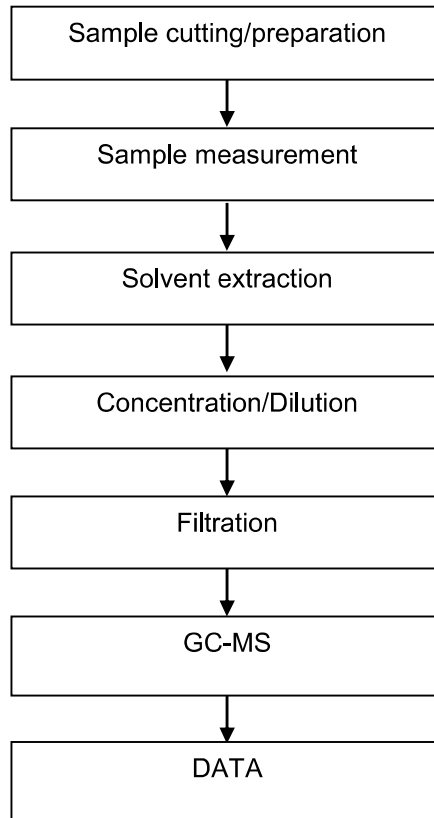 Sample cutting/preparation
Sample measurement
Solvent extraction
Concentration/Dilution
Filtration
GC-MS
DATA